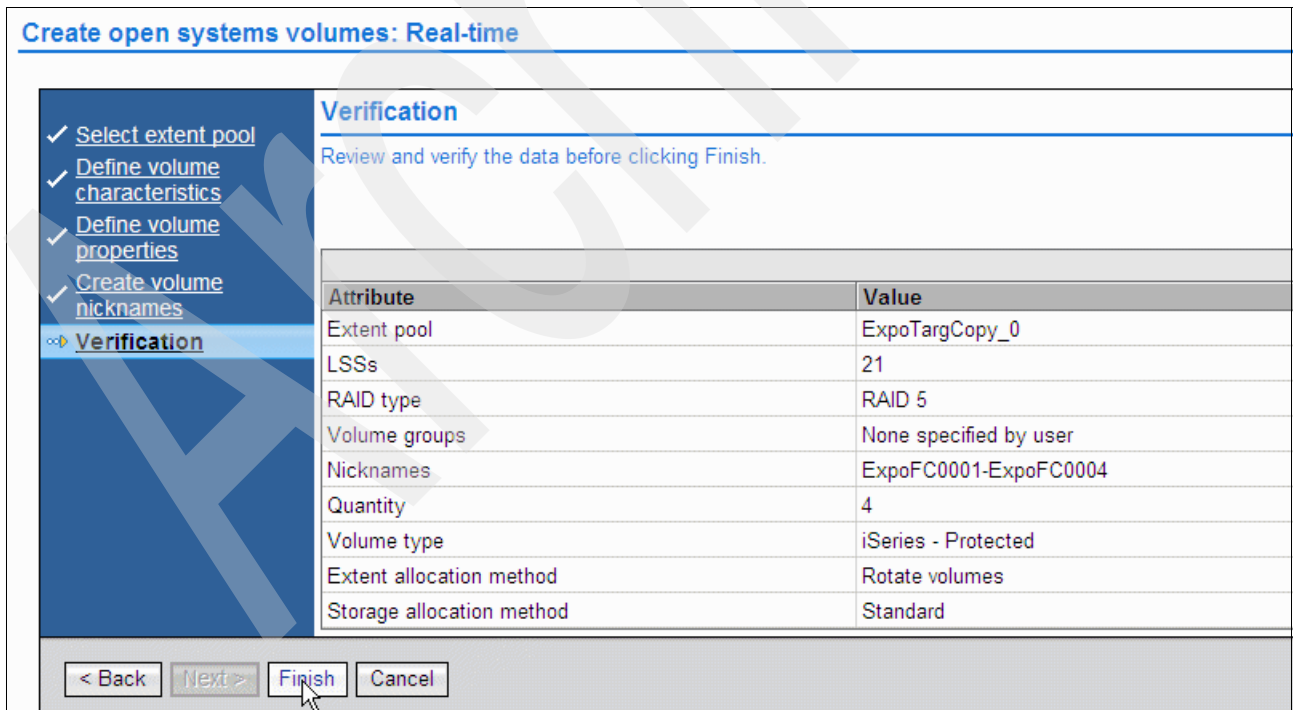 Create open systems volumes: Real-time
Select extent pool
Define volume
characteristics
Define volume
properties
Create volume
nicknames
Verification
Verification
Review and verify the data before clicking Finish.
Attribute Value
Extent pool ExpoTargCopy_0
LSSs 21
RAID type RAID 5
Volume groups None specified by user
Nicknames ExpoFC0001-ExpoFC0004
Quantity 4
Volume type iSeries - Protected
Extent allocation method Rotate volumes
Storage allocation method Standard
< Back Next > Finish Cancel